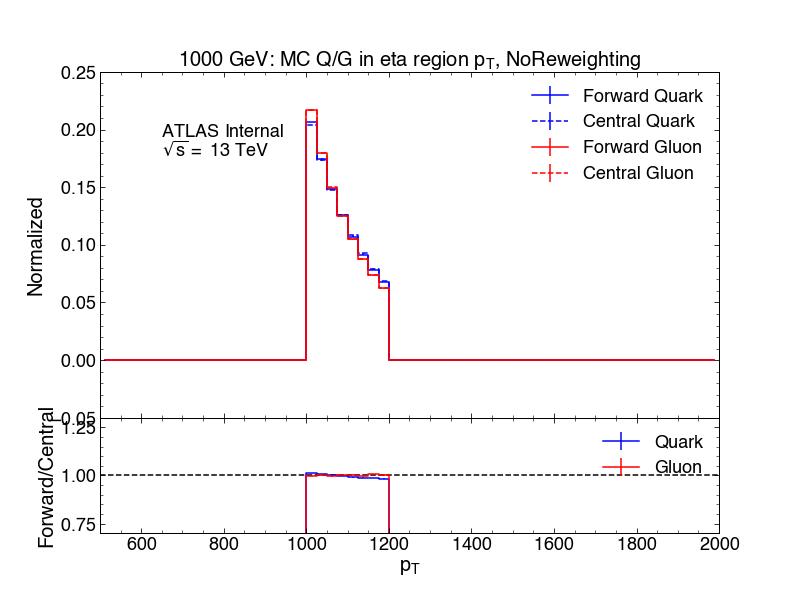 1000 GeV: MC Q/G in eta region pT, NoReweighting
0.25
Forward Quark
Central Quark
Forward Gluon
Central Gluon
ATLAS Internal
√s = 13 TeV
0.20
0.15
0.10
0.05
0.00
0.05
Normalized
1.25
1.00
0.75
Forward/Central
Quark
Gluon
600 800 1000 1200 1400 1600 1800 2000
pT